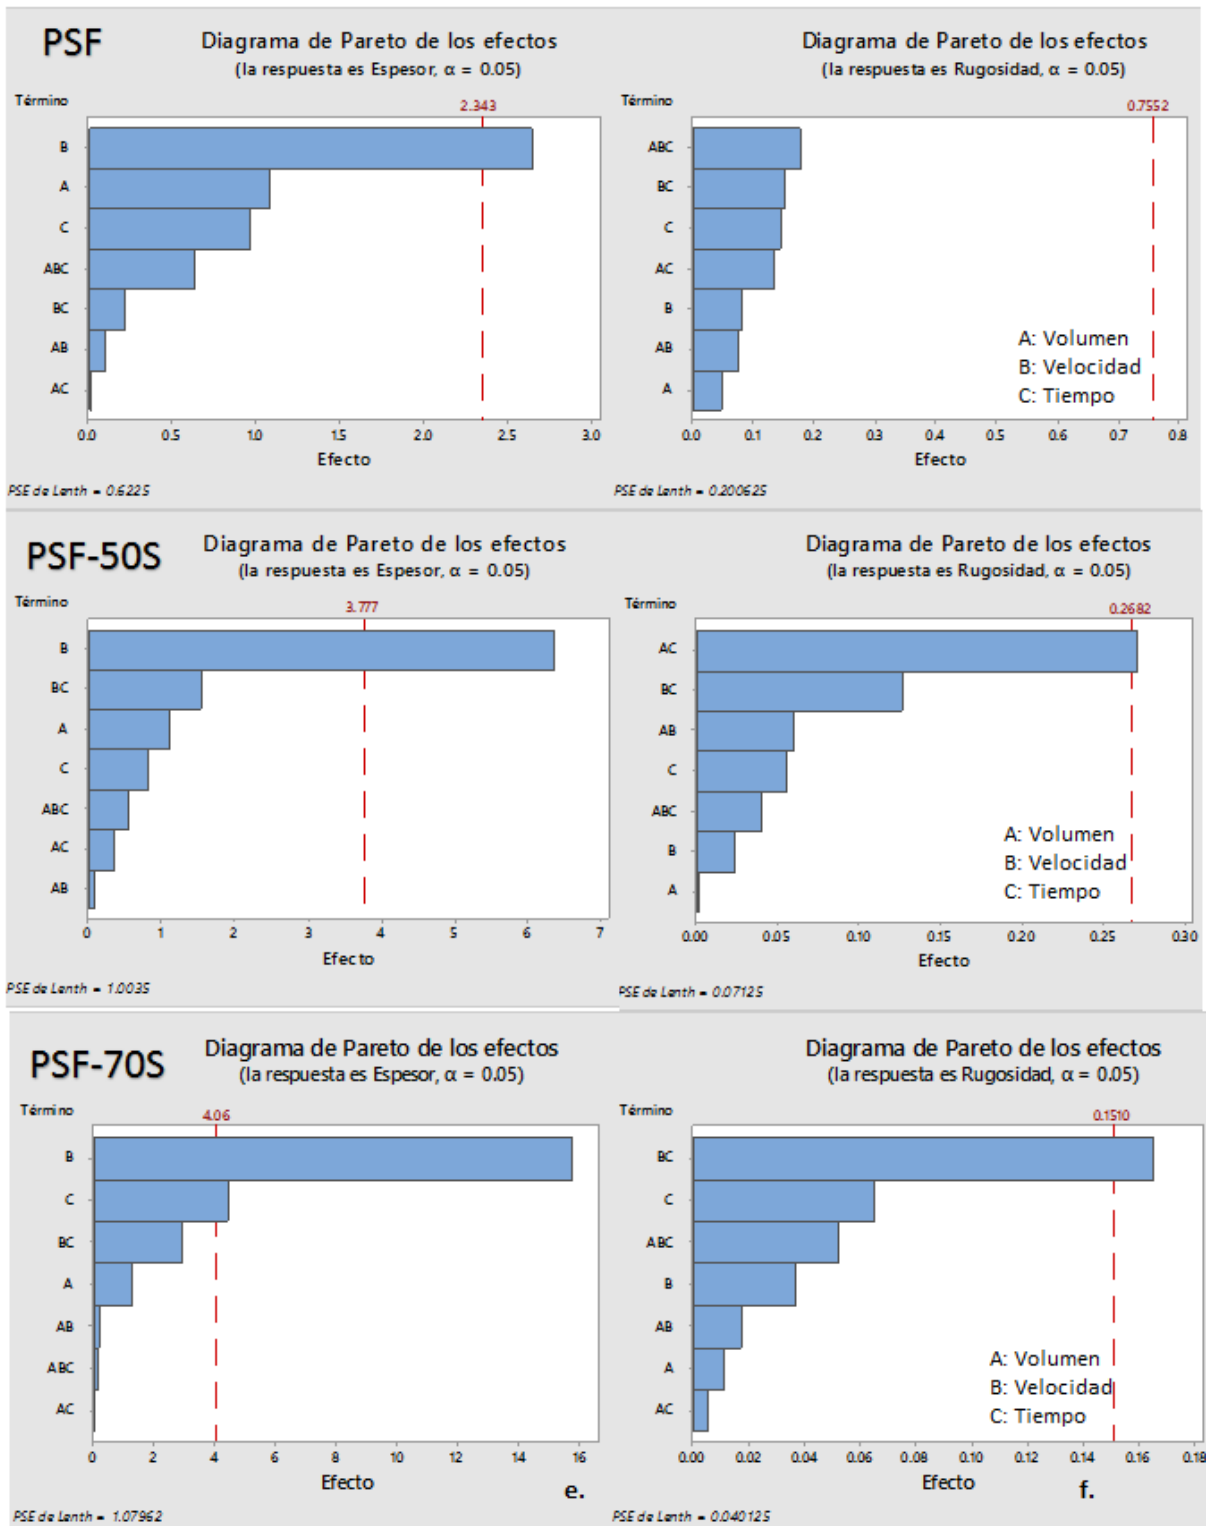 PSF
Diagrama de Pareto de los efectos
(la respuesta es Espesor, α = 0.05)
Término
2.343
B
A
C
ABC
BC
AB
AC
0.0 0.5 1.0 1.5 2.0 2.5 3.0
Efecto
PSE de Lenth = 0.6225
Diagrama de Pareto de los efectos
(la respuesta es Rugosidad, α = 0.05)
Término
0.7552
ABC
BC
C
AC
B
AB
A
A: Volumen
B: Velocidad
C: Tiempo
0.0 0.1 0.2 0.3 0.4 0.5 0.6 0.7 0.8
Efecto
PSE de Lenth = 0.200625
PSF-50S
Diagrama de Pareto de los efectos
(la respuesta es Espesor, α = 0.05)
Término
3.777
B
BC
A
C
ABC
AC
AB
0 1 2 3 4 5 6 7
Efecto
PSE de Lenth = 1.0035
Diagrama de Pareto de los efectos
(la respuesta es Rugosidad, α = 0.05)
Término
0.2682
AC
BC
AB
C
ABC
B
A
A: Volumen
B: Velocidad
C: Tiempo
0.00 0.05 0.10 0.15 0.20 0.25 0.30
Efecto
PSE de Lenth = 0.07125
PSF-70S
Diagrama de Pareto de los efectos
(la respuesta es Espesor, α = 0.05)
Término
4.06
B
C
BC
A
AB
ABC
AC
0 2 4 6 8 10 12 14 16
Efecto
e.
PSE de Lenth = 1.07962
Diagrama de Pareto de los efectos
(la respuesta es Rugosidad, α = 0.05)
Término
0.1510
BC
C
ABC
B
AB
A
AC
A: Volumen
B: Velocidad
C: Tiempo
0.00 0.02 0.04 0.06 0.08 0.10 0.12 0.14 0.16 0.18
Efecto
f.
PSE de Lenth = 0.040125